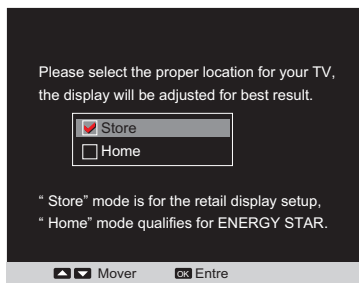 Please select the proper location for your TV,
the display will be adjusted for best result.
Store
Home
“ Store” mode is for the retail display setup,
“ Home” mode qualifies for ENERGY STAR.
Mover OK Entre